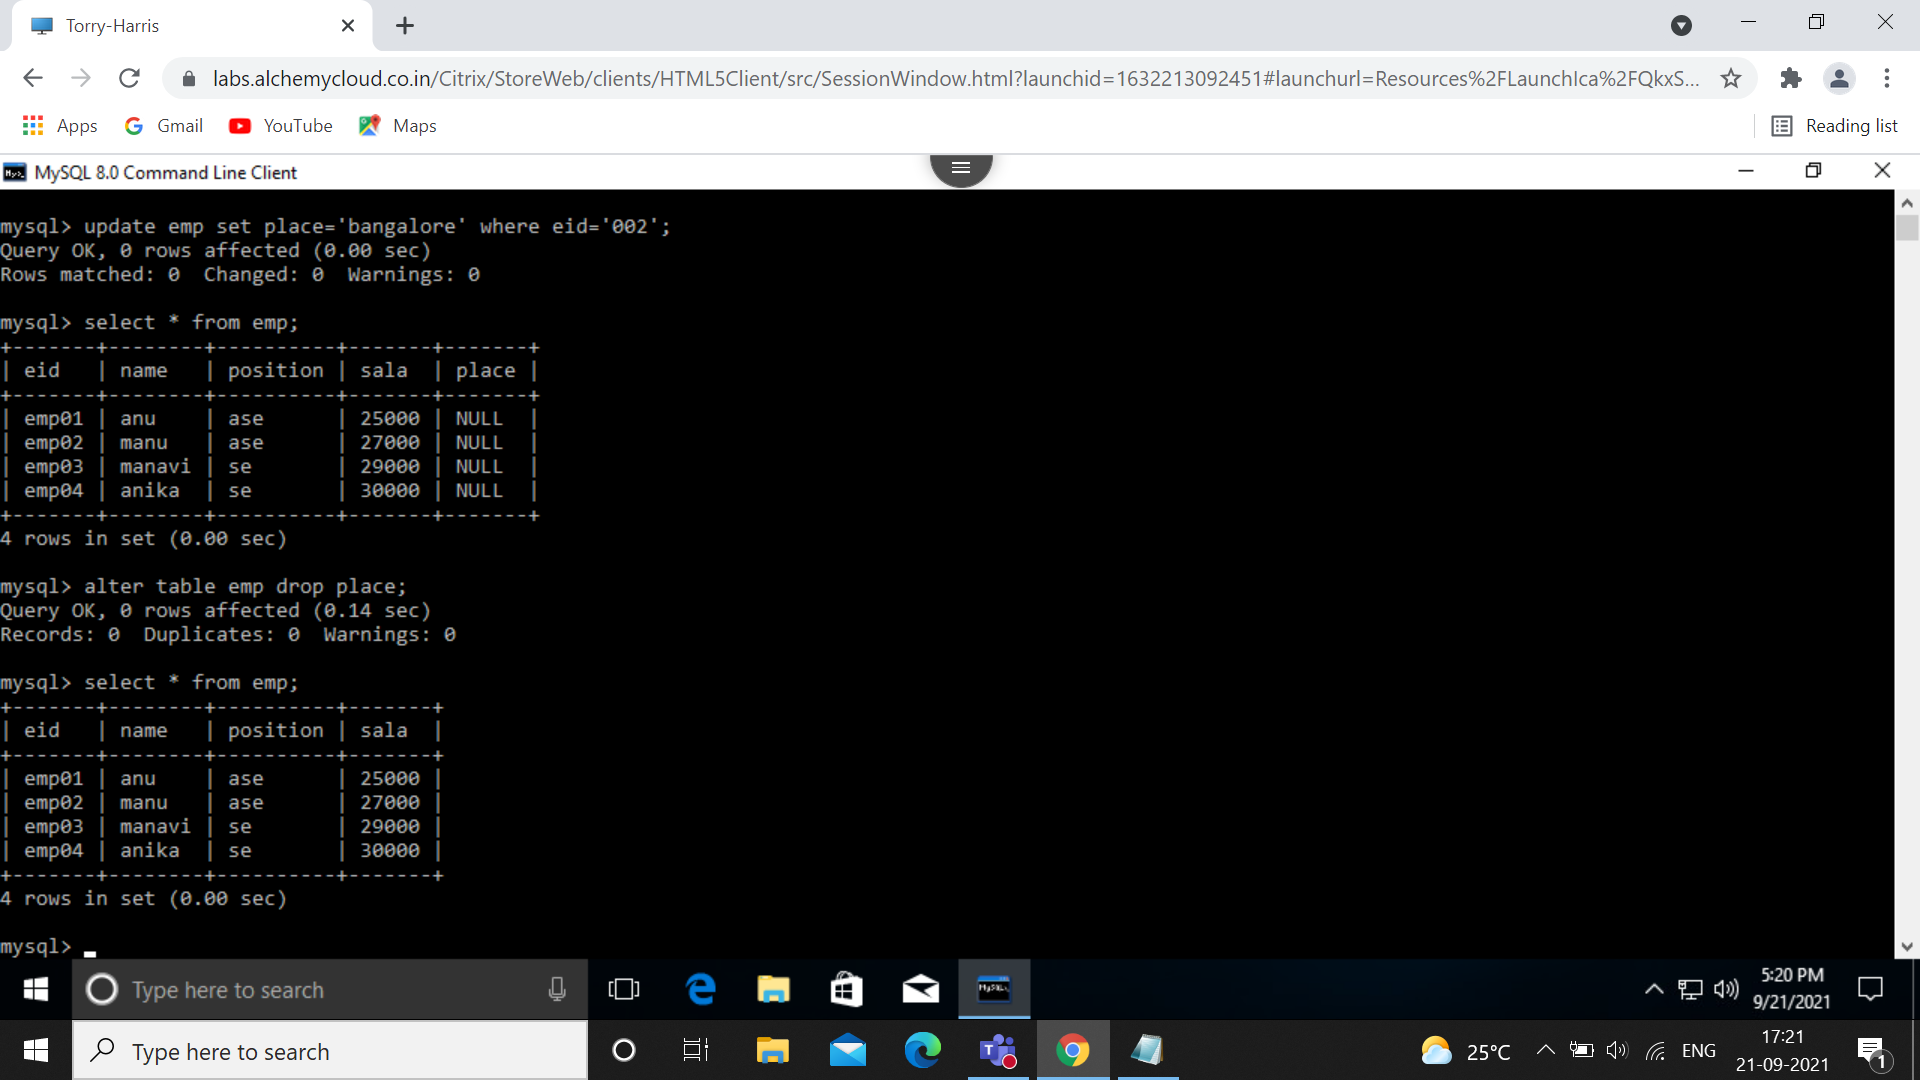 Torry-Harris
labs.alchemycloud.co.in/Citrix/StoreWeb/clients/HTML5Client/src/SessionWindow.html?launchid=1632213092451#launchurl=Resources%2FLaunchIca%2FQkxS...
Apps Gmail YouTube Maps Reading list
MySQL 8.0 Command Line Client
mysql> update emp set place='bangalore' where eid='002';
Query OK, 0 rows affected (0.00 sec)
Rows matched: 0  Changed: 0  Warnings: 0
mysql> select * from emp;
+-------+--------+----------+-------+-------+
| eid   | name   | position | sala  | place |
+-------+--------+----------+-------+-------+
| emp01 | anu    | ase      | 25000 | NULL  |
| emp02 | manu   | ase      | 27000 | NULL  |
| emp03 | manavi | se       | 29000 | NULL  |
| emp04 | anika  | se       | 30000 | NULL  |
+-------+--------+----------+-------+-------+
4 rows in set (0.00 sec)
mysql> alter table emp drop place;
Query OK, 0 rows affected (0.14 sec)
Records: 0  Duplicates: 0  Warnings: 0
mysql> select * from emp;
+-------+--------+----------+-------+
| eid   | name   | position | sala  |
+-------+--------+----------+-------+
| emp01 | anu    | ase      | 25000 |
| emp02 | manu   | ase      | 27000 |
| emp03 | manavi | se       | 29000 |
| emp04 | anika  | se       | 30000 |
+-------+--------+----------+-------+
4 rows in set (0.00 sec)
mysql>
Type here to search
5:20 PM
9/21/2021
Type here to search
25°C ENG
17:21
21-09-2021
1